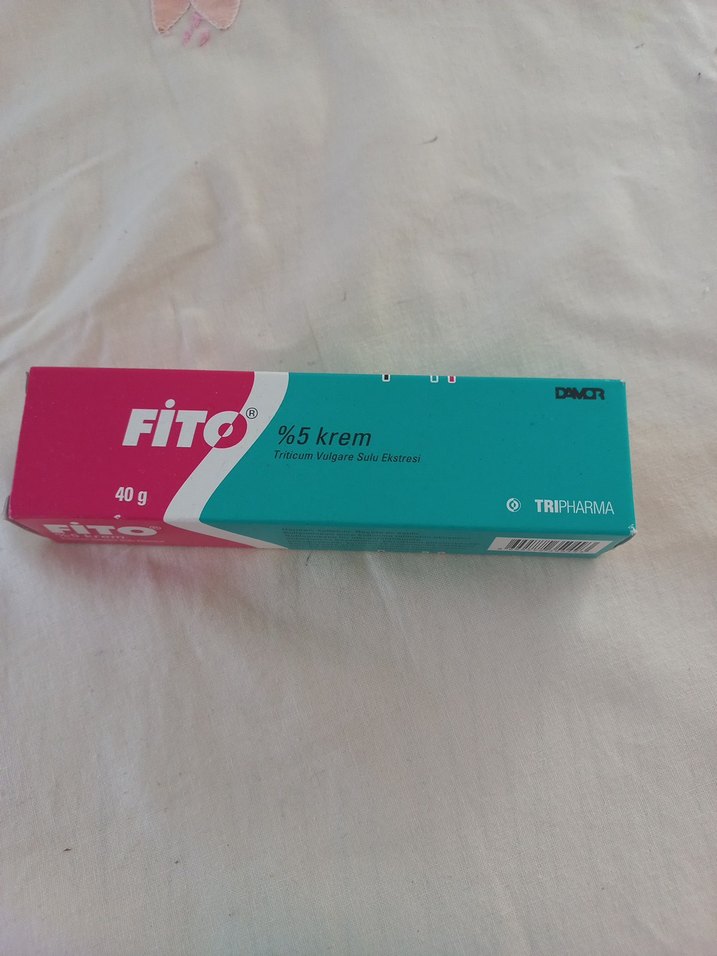 FİTO®
%5 krem
Triticum Vulgare Sulu Ekstresi
40 g
DAMOR
TRIPHARMA
FİTO®